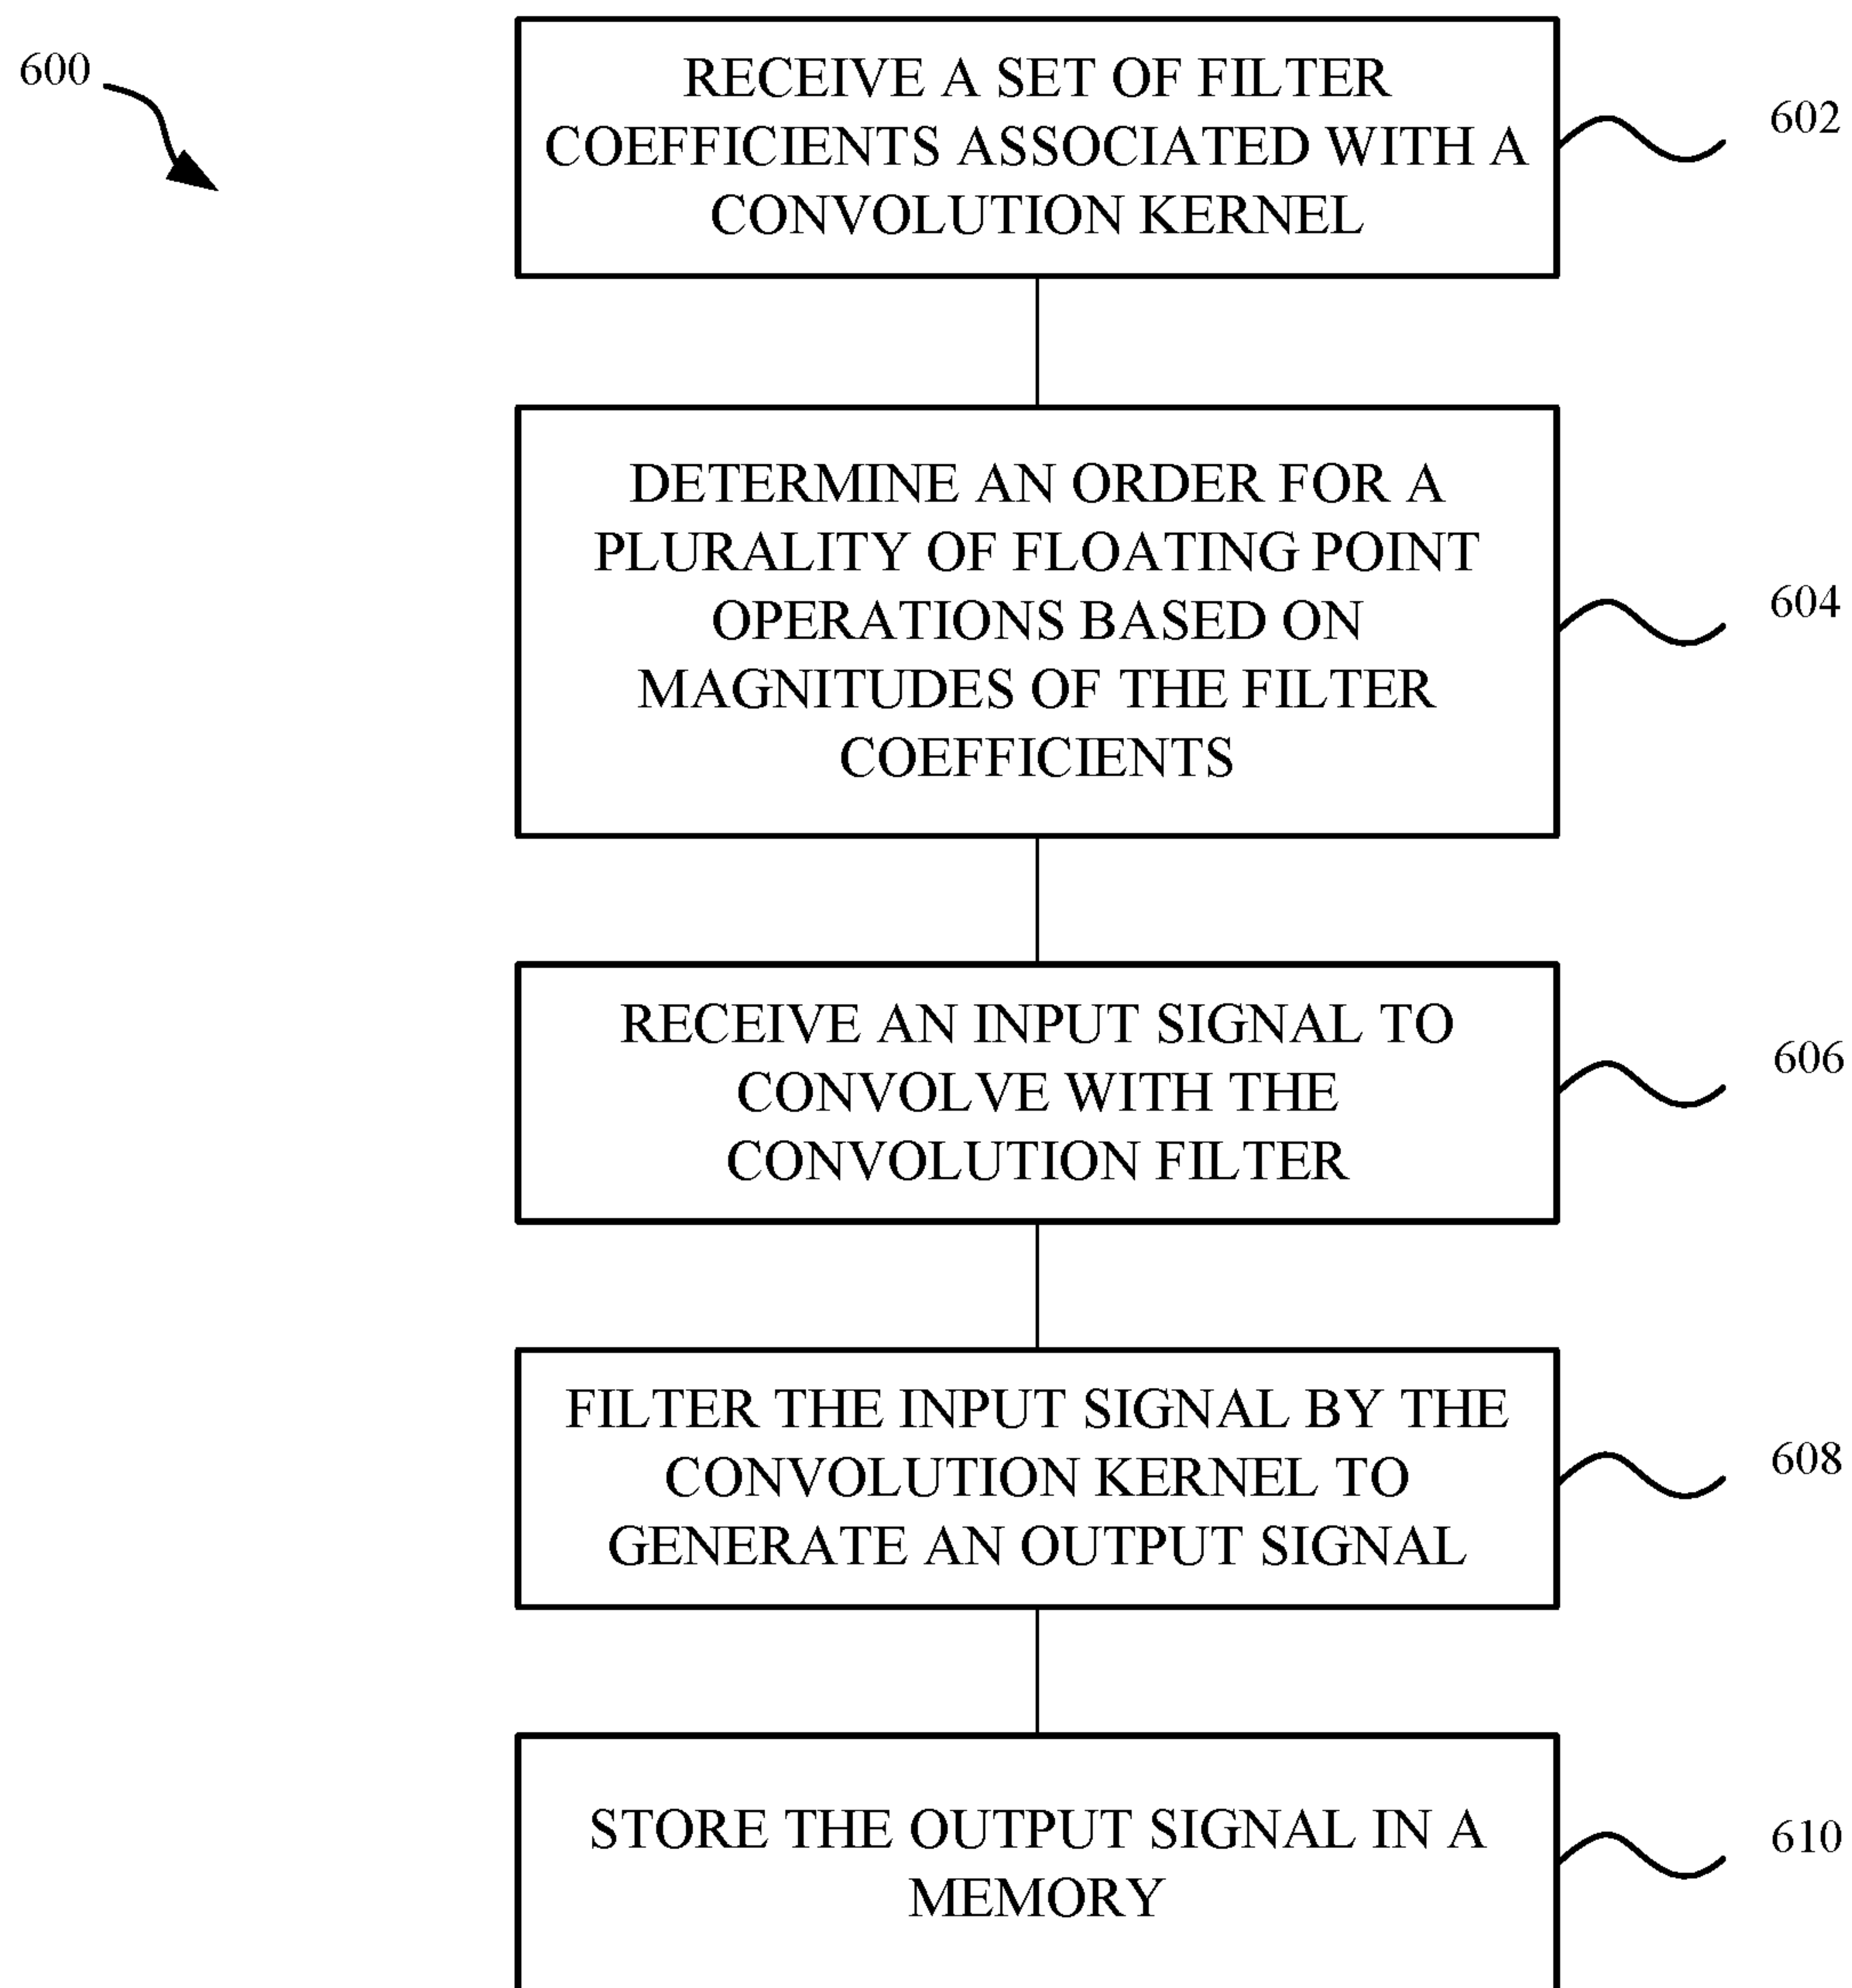 600
RECEIVE A SET OF FILTER
COEFFICIENTS ASSOCIATED WITH A
CONVOLUTION KERNEL
602
DETERMINE AN ORDER FOR A
PLURALITY OF FLOATING POINT
OPERATIONS BASED ON
MAGNITUDES OF THE FILTER
COEFFICIENTS
604
RECEIVE AN INPUT SIGNAL TO
CONVOLVE WITH THE
CONVOLUTION FILTER
606
FILTER THE INPUT SIGNAL BY THE
CONVOLUTION KERNEL TO
GENERATE AN OUTPUT SIGNAL
608
STORE THE OUTPUT SIGNAL IN A
MEMORY
610